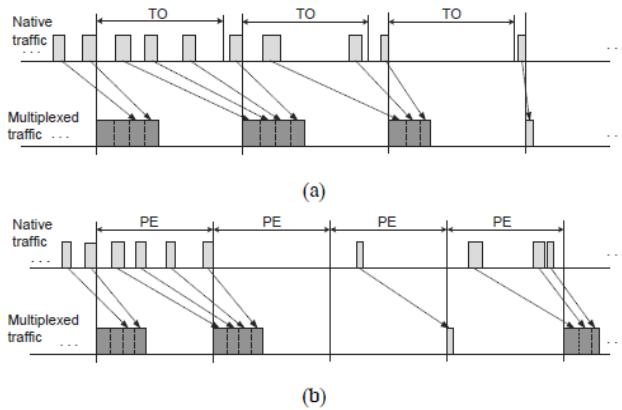 TO TO TO
Native
traffic
. . . . .
Multiplexed
traffic . . . . .
(a)
PE PE PE PE
Native
traffic
. . . . .
Multiplexed
traffic . . . . .
(b)